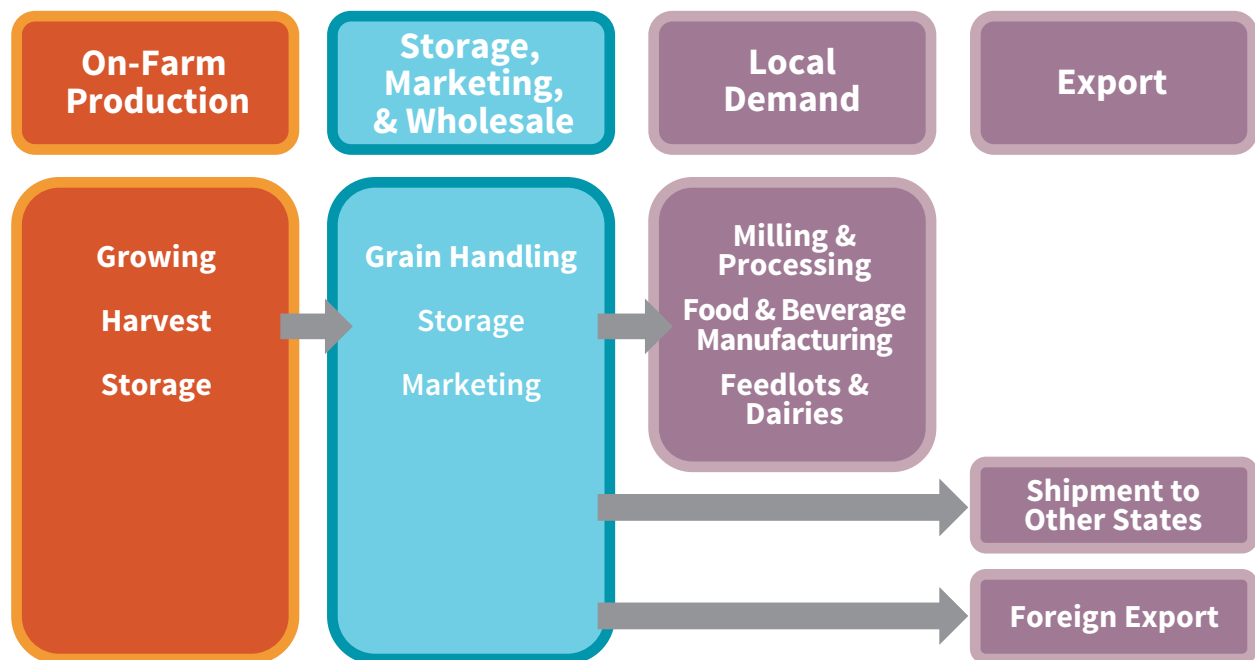 On-Farm
Production
Storage,
Marketing,
& Wholesale
Local
Demand
Export
Growing
Harvest
Storage
Grain Handling
Storage
Marketing
Milling &
Processing
Food & Beverage
Manufacturing
Feedlots &
Dairies
Shipment to
Other States
Foreign Export